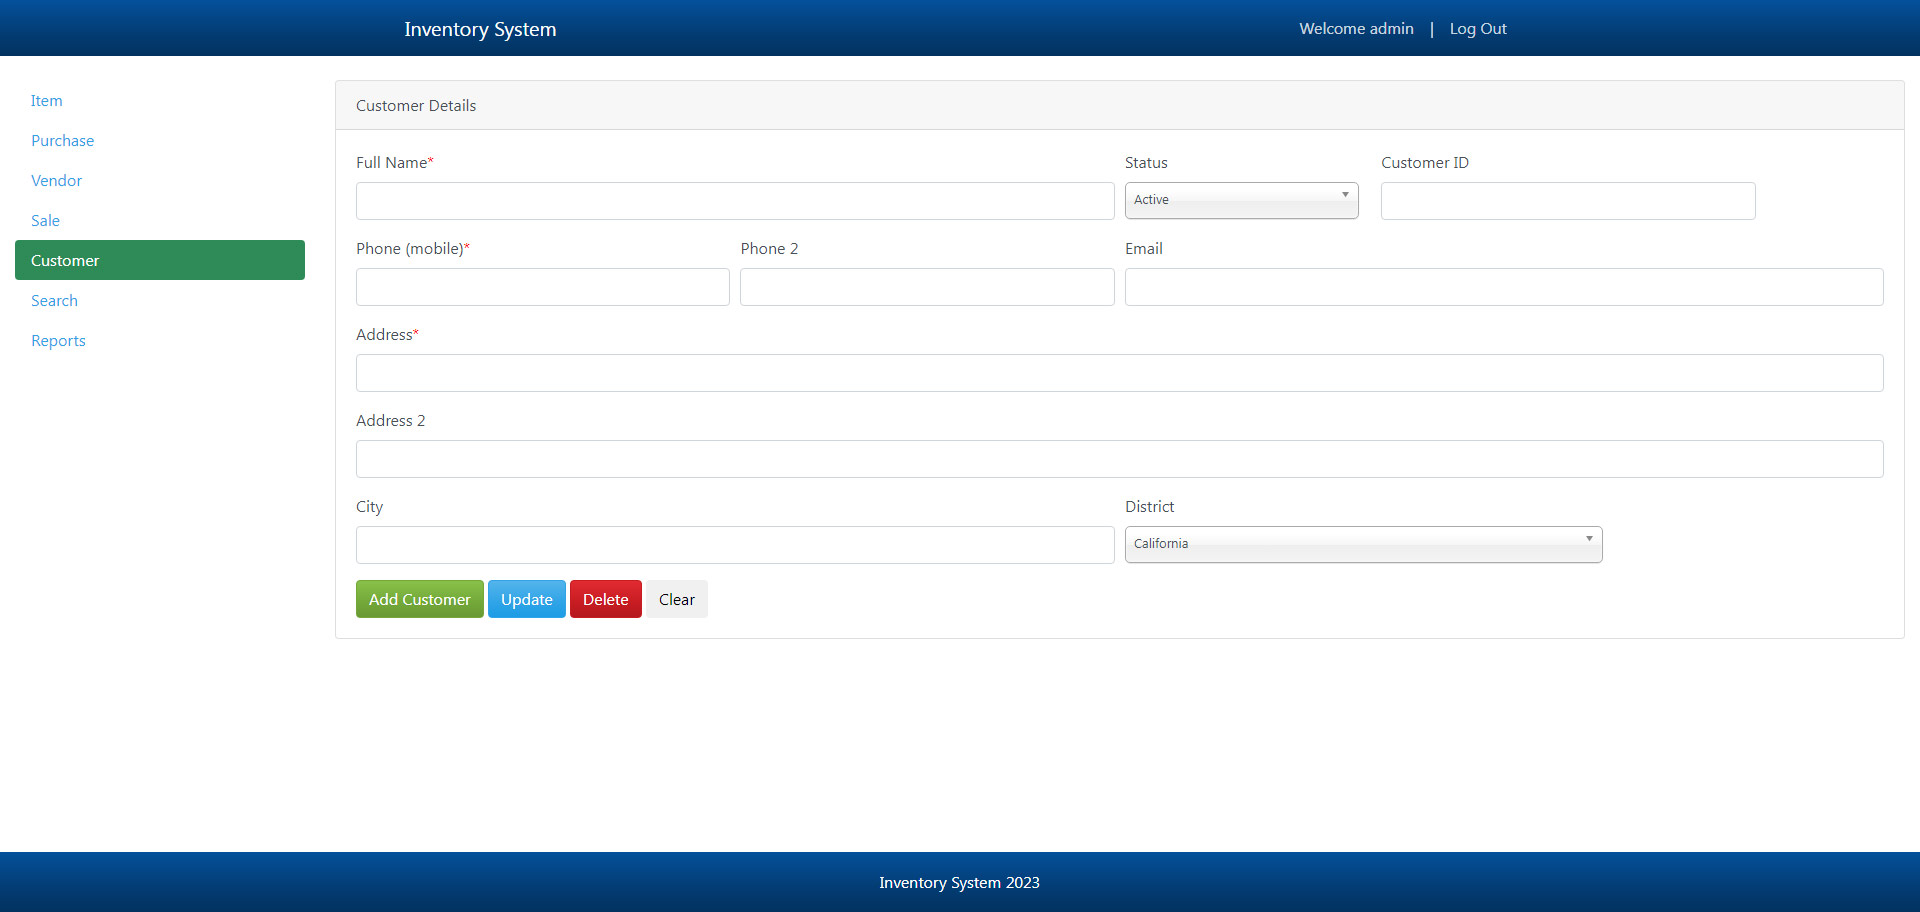 Inventory System
Welcome admin | Log Out
Item
Purchase
Vendor
Sale
Customer
Search
Reports
Customer Details
Full Name*
Status
Customer ID
Active
Phone (mobile)*
Phone 2
Email
Address*
Address 2
City
District
California
Add Customer
Update
Delete
Clear
Inventory System 2023